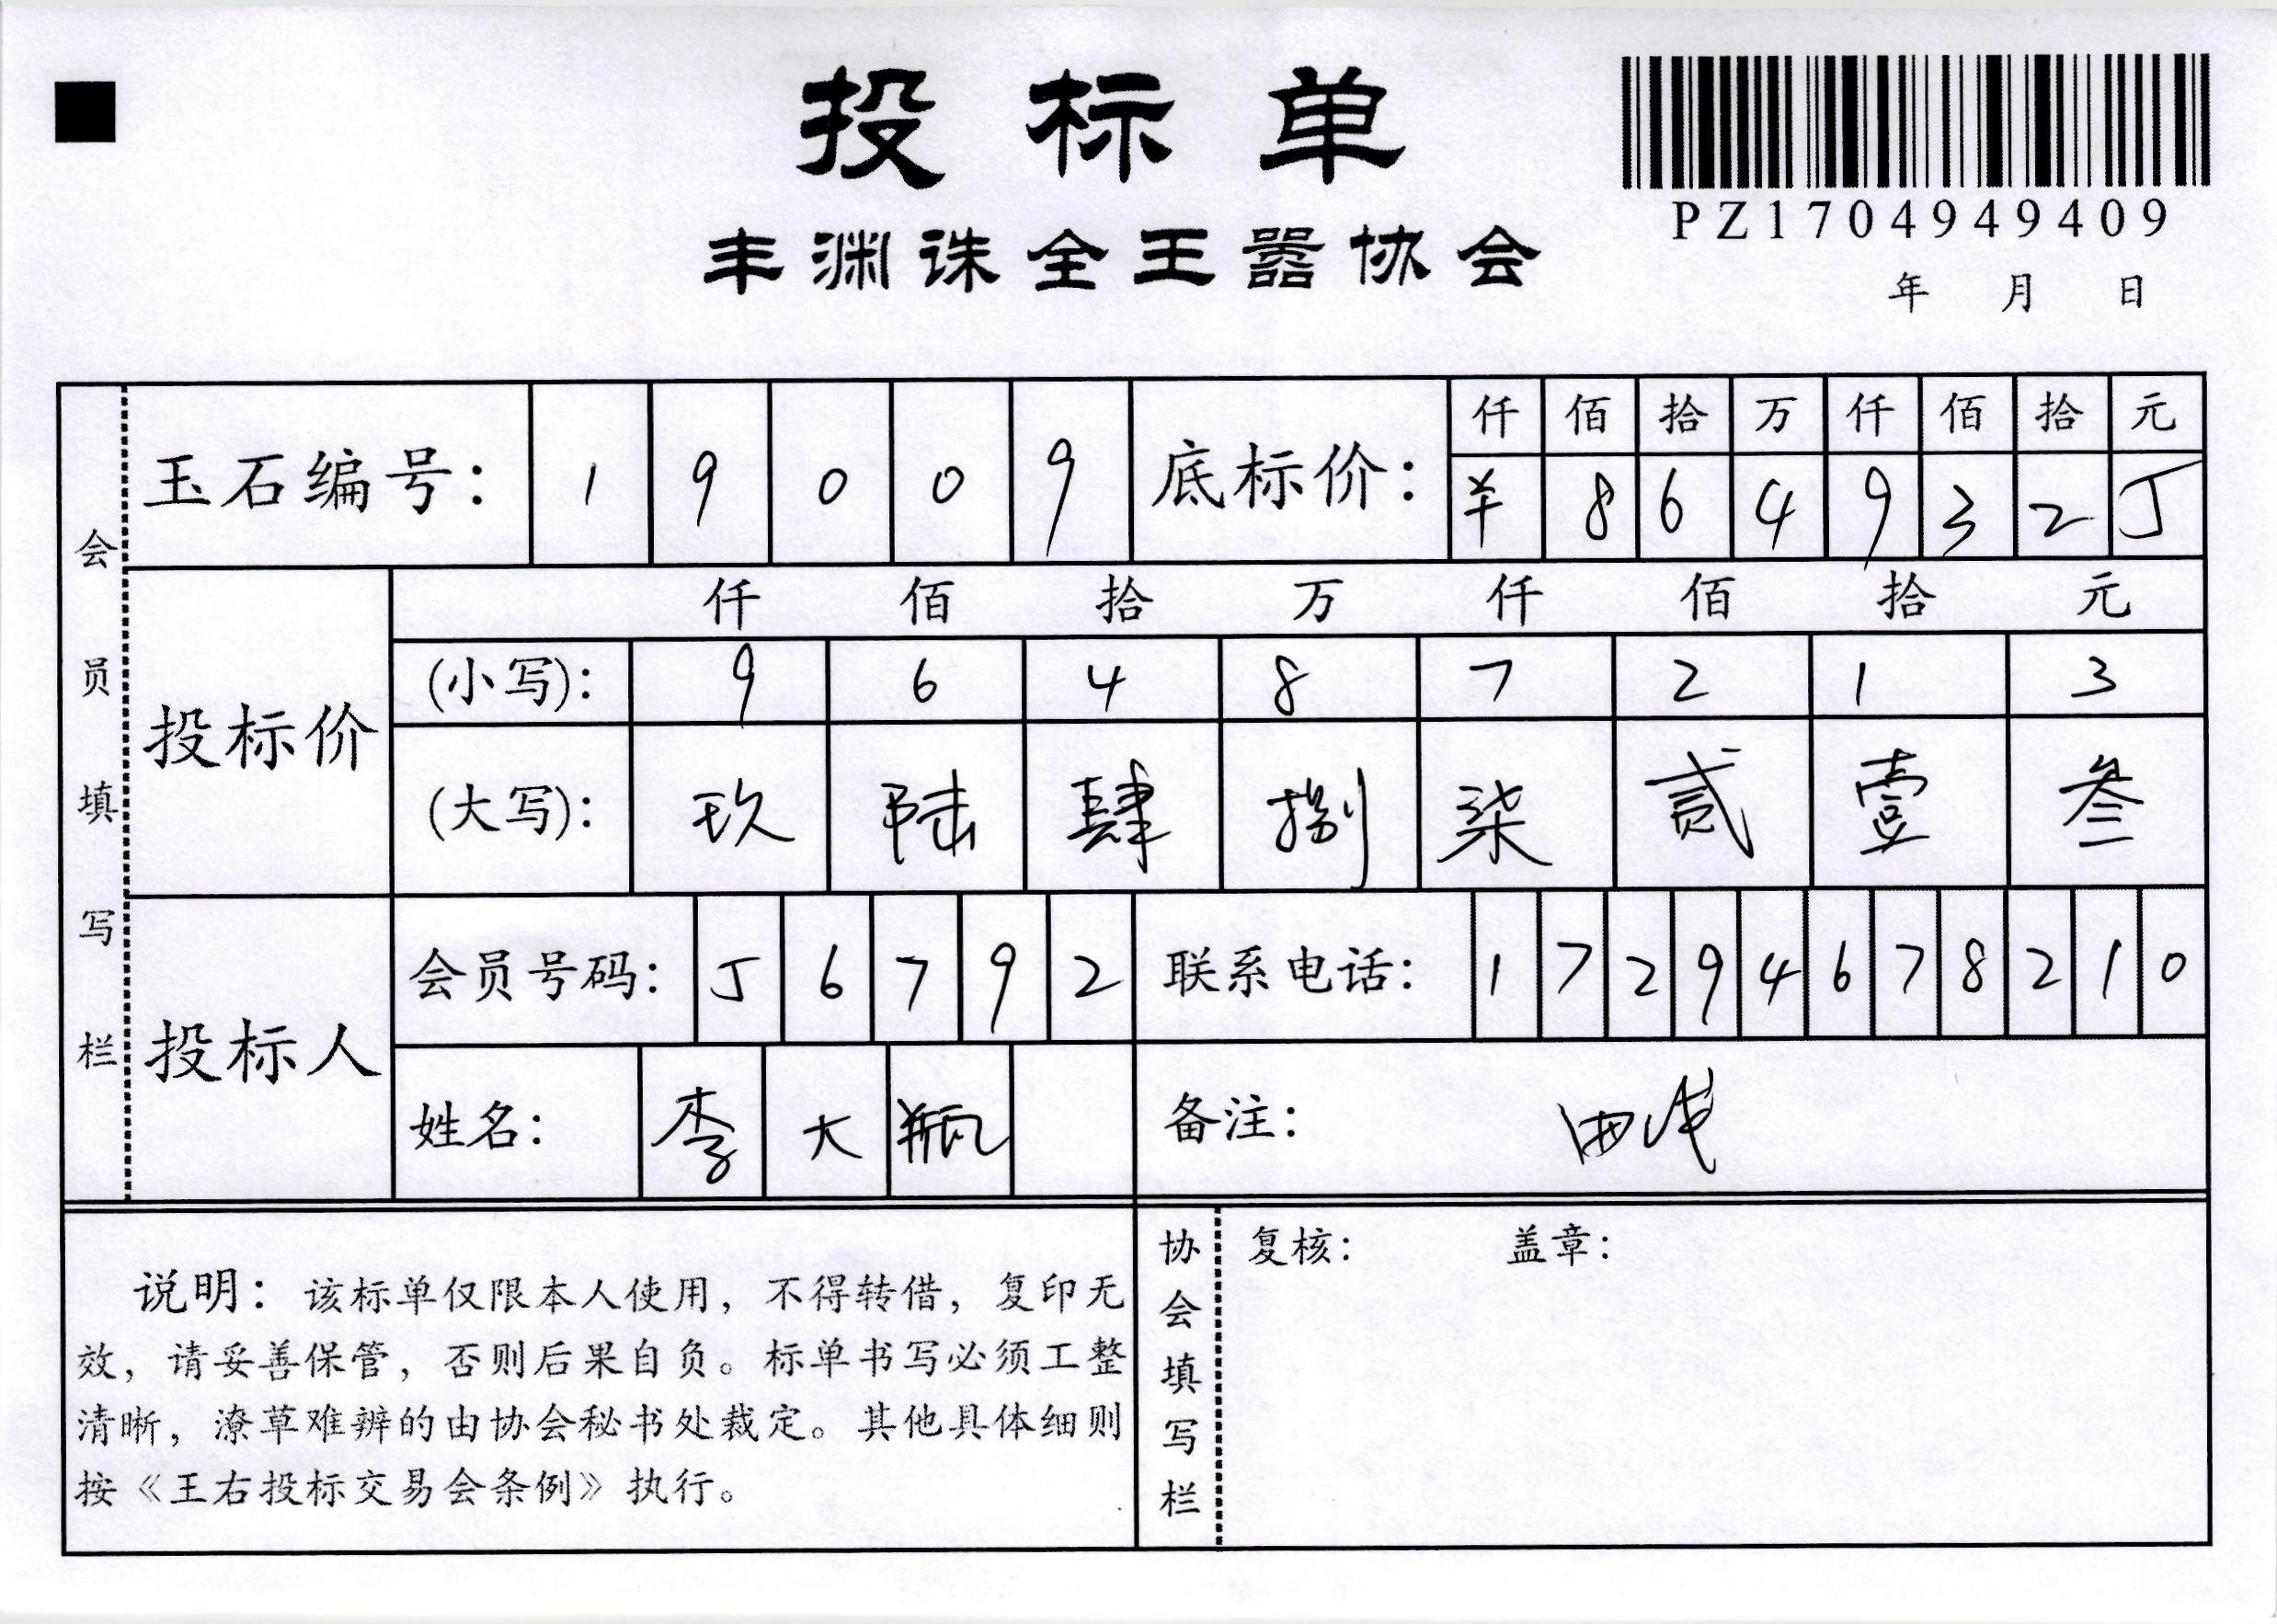 投标单
丰渊诛全王嚣协会
PZ1704949409
年 月 日
会员填写栏
玉石编号： 1 9 0 0 9
底标价： 仟 佰 拾 万 仟 佰 拾 元
¥ 8 6 4 9 3 2 J
投标价
仟 佰 拾 万 仟 佰 拾 元
(小写)： 9 6 4 8 7 2 1 3
(大写)： 玖 陆 肆 捌 柒 贰 壹 叁
投标人
会员号码： J 6 7 9 2
联系电话： 1 7 2 9 4 6 7 8 2 1 0
姓名： 李 大 瓶
备注：
说明：该标单仅限本人使用，不得转借，复印无
效，请妥善保管，否则后果自负。标单书写必须工整
清晰，潦草难辨的由协会秘书处裁定。其他具体细则
按《王右投标交易会条例》执行。
协会填写栏
复核： 盖章：